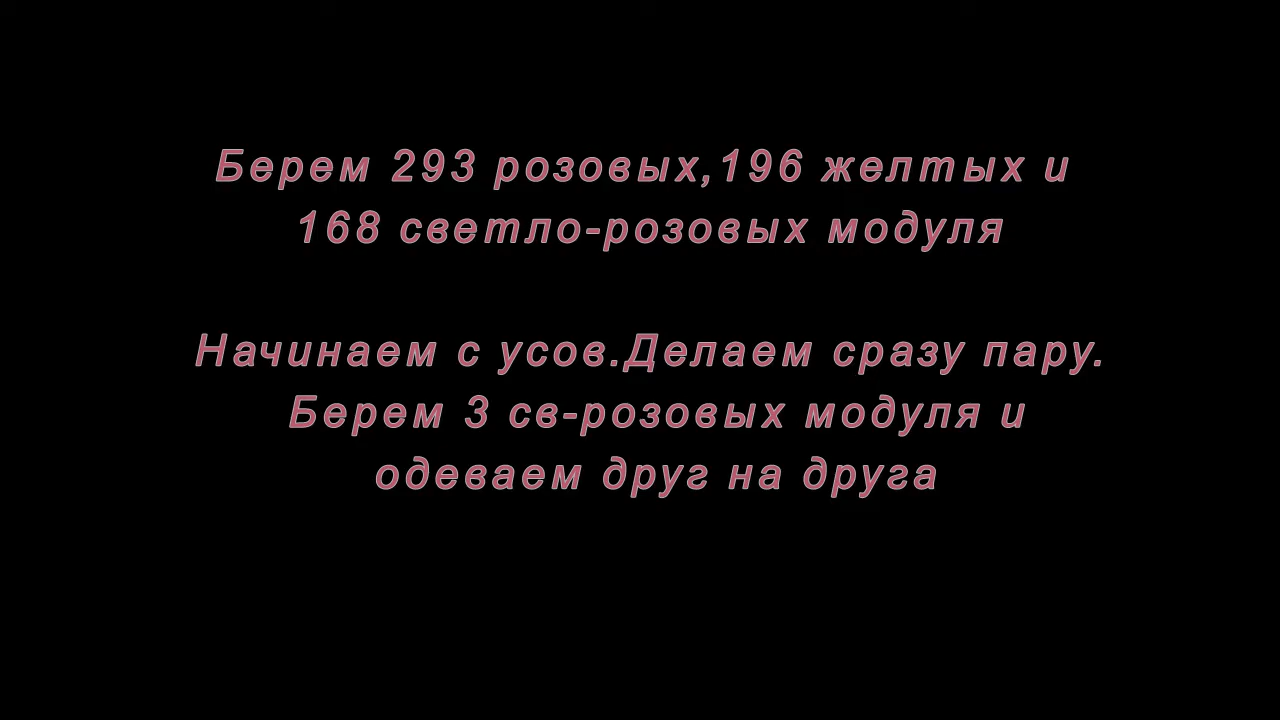 Берем 293 розовых,196 желтых и
168 светло-розовых модуля
Начинаем с усов.Делаем сразу пару.
Берем 3 св-розовых модуля и
одеваем друг на друга